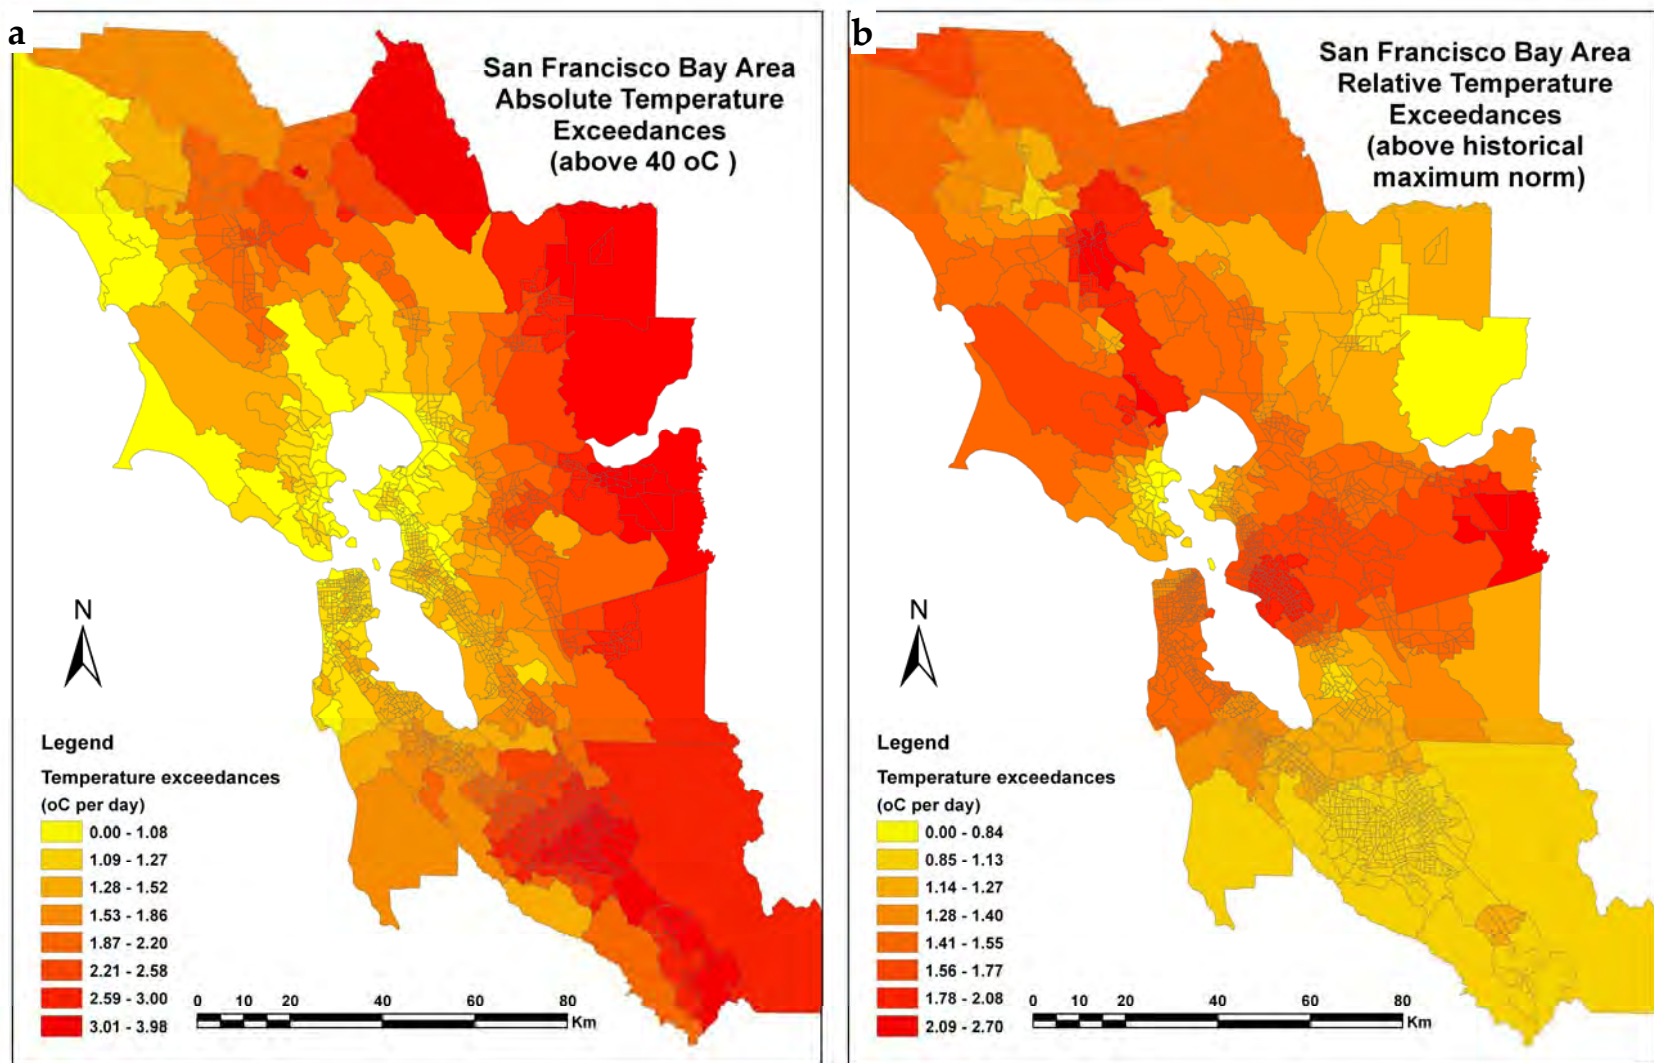 a
San Francisco Bay Area
Absolute Temperature
Exceedances
(above 40 oC )
N
Legend
Temperature exceedances
(oC per day)
0.00 - 1.08
1.09 - 1.27
1.28 - 1.52
1.53 - 1.86
1.87 - 2.20
2.21 - 2.58
2.59 - 3.00
3.01 - 3.98
0 10 20 40 60 80
Km
b
San Francisco Bay Area
Relative Temperature
Exceedances
(above historical
maximum norm)
N
Legend
Temperature exceedances
(oC per day)
0.00 - 0.84
0.85 - 1.13
1.14 - 1.27
1.28 - 1.40
1.41 - 1.55
1.56 - 1.77
1.78 - 2.08
2.09 - 2.70
0 10 20 40 60 80
Km